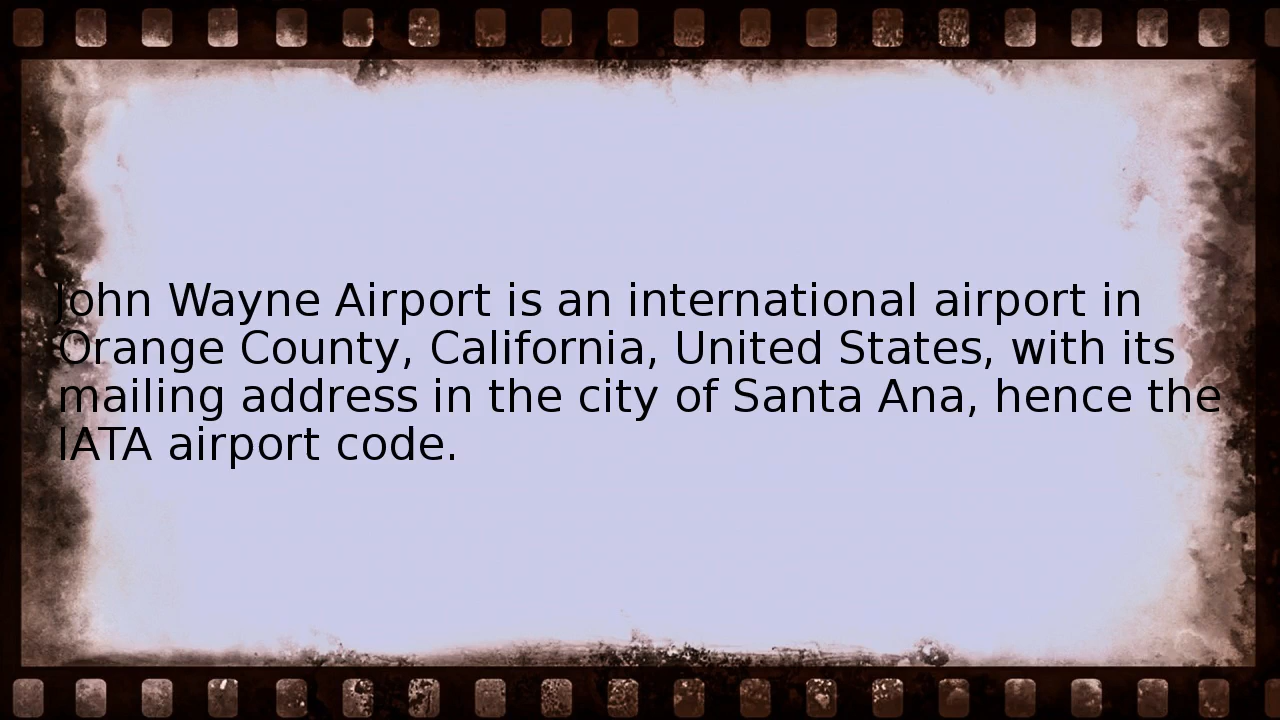 John Wayne Airport is an international airport in
Orange County, California, United States, with its
mailing address in the city of Santa Ana, hence the
IATA airport code.